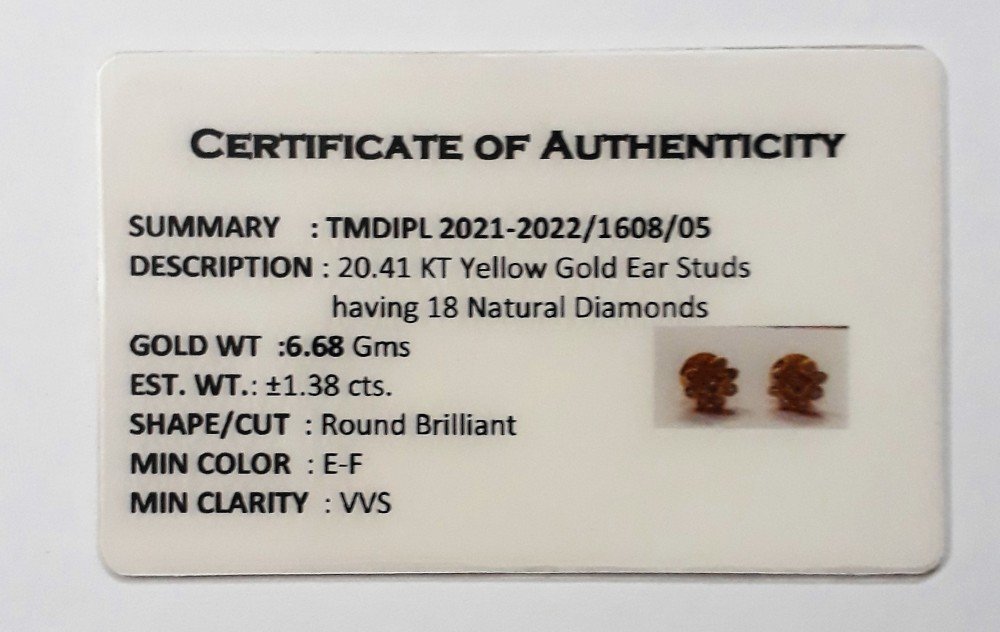 CERTIFICATE OF AUTHENTICITY
SUMMARY : TMDIPL 2021-2022/1608/05
DESCRIPTION : 20.41 KT Yellow Gold Ear Studs
having 18 Natural Diamonds
GOLD WT :6.68 Gms
EST. WT.: ±1.38 cts.
SHAPE/CUT : Round Brilliant
MIN COLOR : E-F
MIN CLARITY : VVS